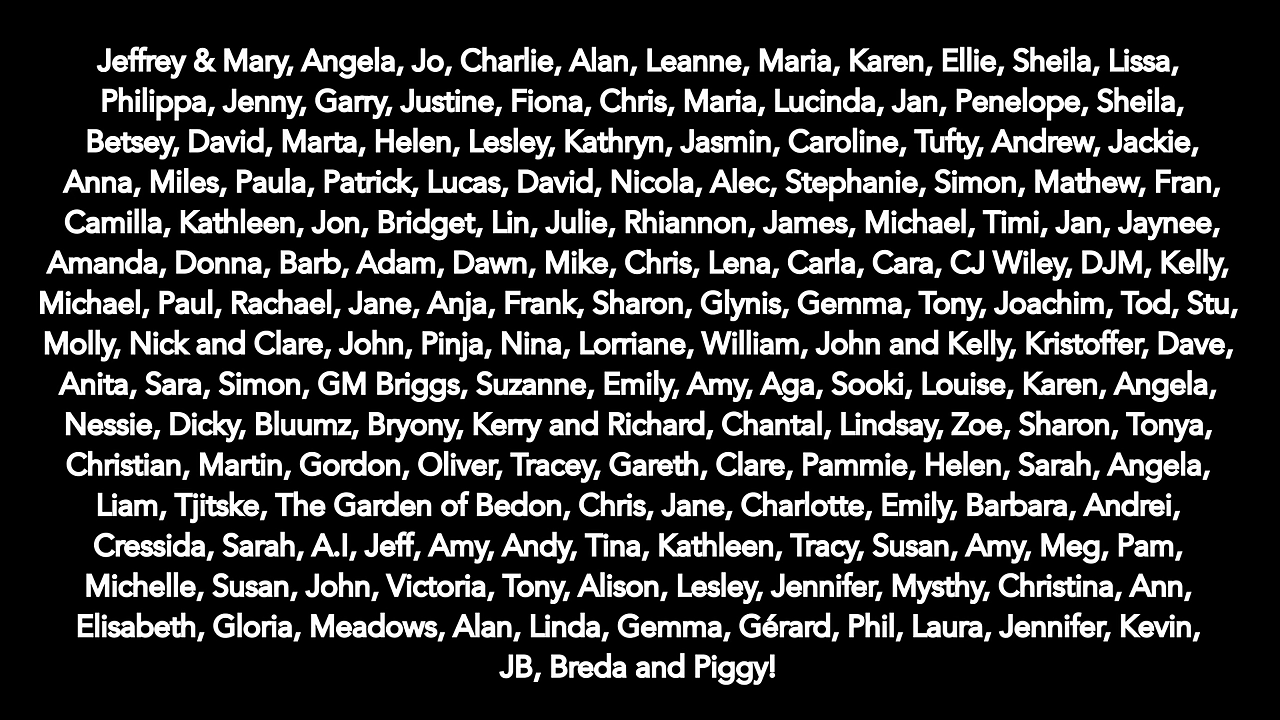 Jeffrey & Mary, Angela, Jo, Charlie, Alan, Leanne, Maria, Karen, Ellie, Sheila, Lissa,
Philippa, Jenny, Garry, Justine, Fiona, Chris, Maria, Lucinda, Jan, Penelope, Sheila,
Betsey, David, Marta, Helen, Lesley, Kathryn, Jasmin, Caroline, Tufty, Andrew, Jackie,
Anna, Miles, Paula, Patrick, Lucas, David, Nicola, Alec, Stephanie, Simon, Mathew, Fran,
Camilla, Kathleen, Jon, Bridget, Lin, Julie, Rhiannon, James, Michael, Timi, Jan, Jaynee,
Amanda, Donna, Barb, Adam, Dawn, Mike, Chris, Lena, Carla, Cara, CJ Wiley, DJM, Kelly,
Michael, Paul, Rachael, Jane, Anja, Frank, Sharon, Glynis, Gemma, Tony, Joachim, Tod, Stu,
Molly, Nick and Clare, John, Pinja, Nina, Lorriane, William, John and Kelly, Kristoffer, Dave,
Anita, Sara, Simon, GM Briggs, Suzanne, Emily, Amy, Aga, Sooki, Louise, Karen, Angela,
Nessie, Dicky, Bluumz, Bryony, Kerry and Richard, Chantal, Lindsay, Zoe, Sharon, Tonya,
Christian, Martin, Gordon, Oliver, Tracey, Gareth, Clare, Pammie, Helen, Sarah, Angela,
Liam, Tjitske, The Garden of Bedon, Chris, Jane, Charlotte, Emily, Barbara, Andrei,
Cressida, Sarah, A.I, Jeff, Amy, Andy, Tina, Kathleen, Tracy, Susan, Amy, Meg, Pam,
Michelle, Susan, John, Victoria, Tony, Alison, Lesley, Jennifer, Mysthy, Christina, Ann,
Elisabeth, Gloria, Meadows, Alan, Linda, Gemma, Gérard, Phil, Laura, Jennifer, Kevin,
JB, Breda and Piggy!